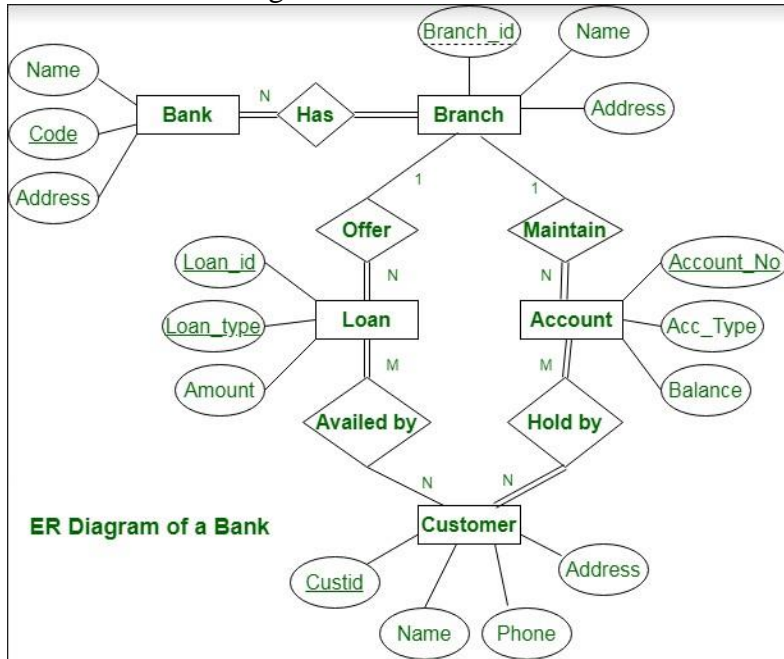 Branch_id
Name
Name
N
Bank
Has
Branch
Code
Address
Address
1
1
Offer
Maintain
Loan_id
N
N
Account_No
Loan_type
Loan
Account
Acc_Type
Amount
M
M
Balance
Availed by
Hold by
N
N
ER Diagram of a Bank
Customer
Custid
Address
Name
Phone